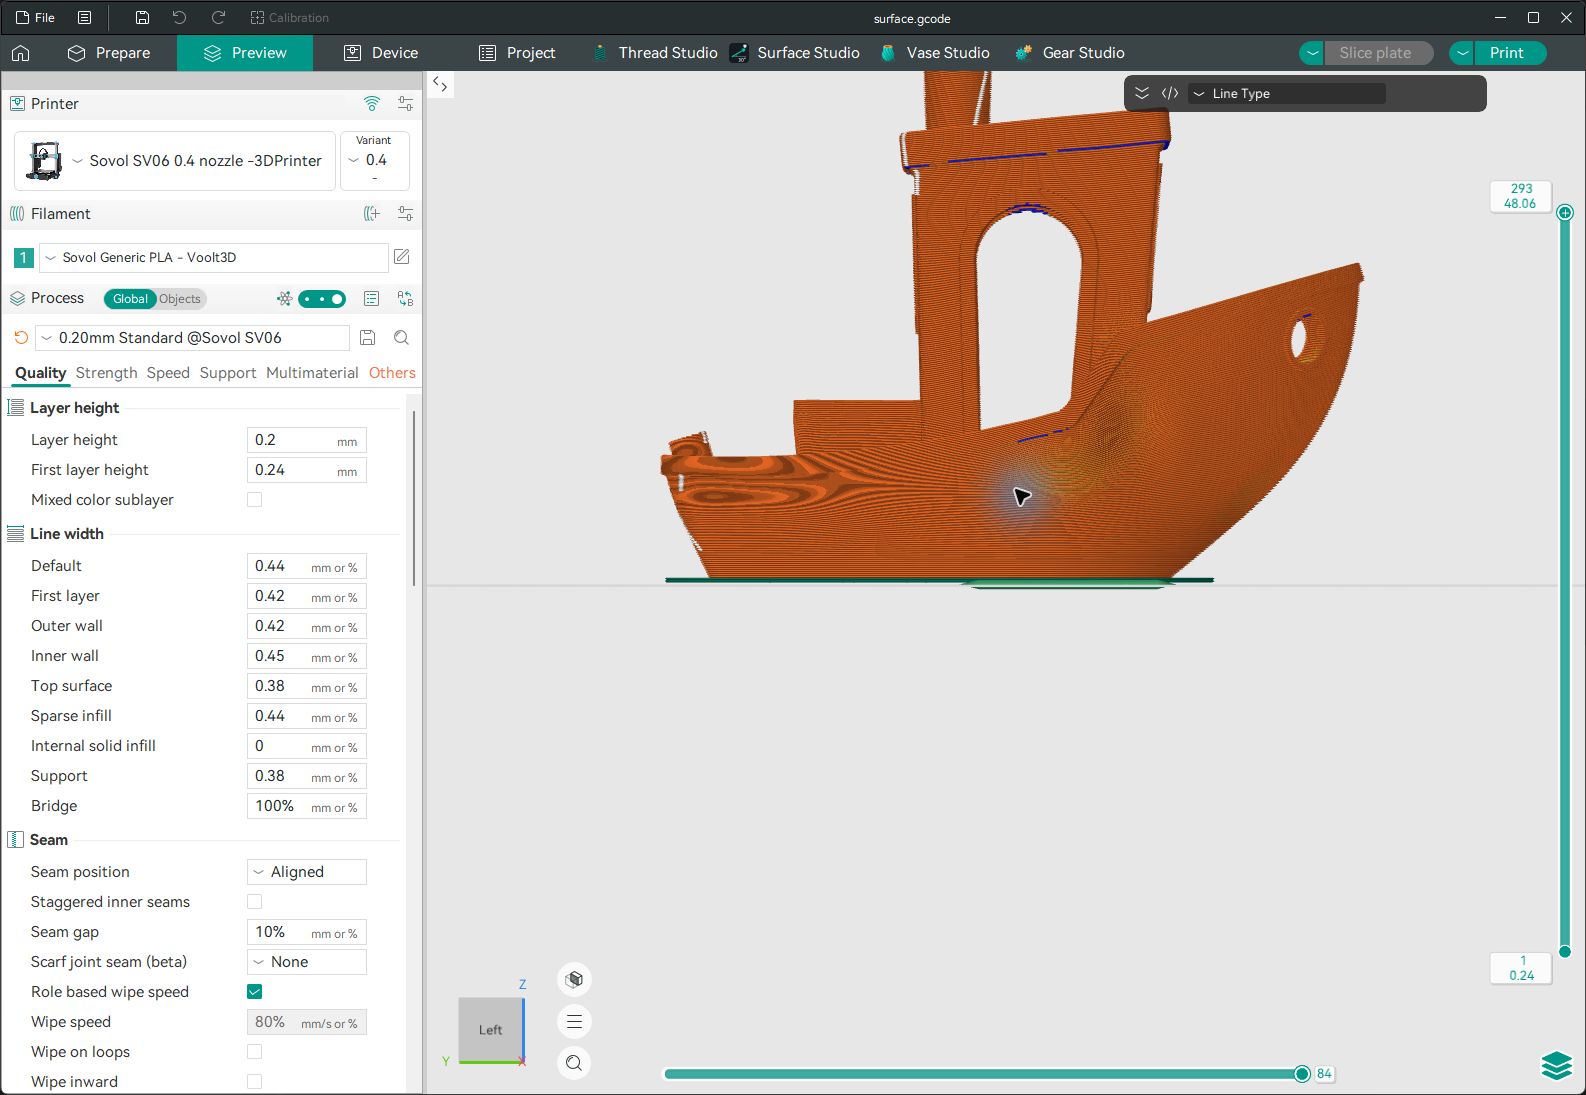 File
Calibration
surface.gcode
Prepare
Preview
Device
Project
Thread Studio
Surface Studio
Vase Studio
Gear Studio
Slice plate
Print
Printer
Sovol SV06 0.4 nozzle -3DPrinter
Variant
0.4
-
Filament
1
Sovol Generic PLA - Voolt3D
Process
Global
Objects
0.20mm Standard @Sovol SV06
Quality
Strength
Speed
Support
Multimaterial
Others
Layer height
Layer height 0.2 mm
First layer height 0.24 mm
Mixed color sublayer
Line width
Default 0.44 mm or %
First layer 0.42 mm or %
Outer wall 0.42 mm or %
Inner wall 0.45 mm or %
Top surface 0.38 mm or %
Sparse infill 0.44 mm or %
Internal solid infill 0 mm or %
Support 0.38 mm or %
Bridge 100% mm or %
Seam
Seam position Aligned
Staggered inner seams
Seam gap 10% mm or %
Scarf joint seam (beta) None
Role based wipe speed
Wipe speed 80% mm/s or %
Wipe on loops
Wipe inward
Line Type
293
48.06
1
0.24
Z
Left
Y
X
84